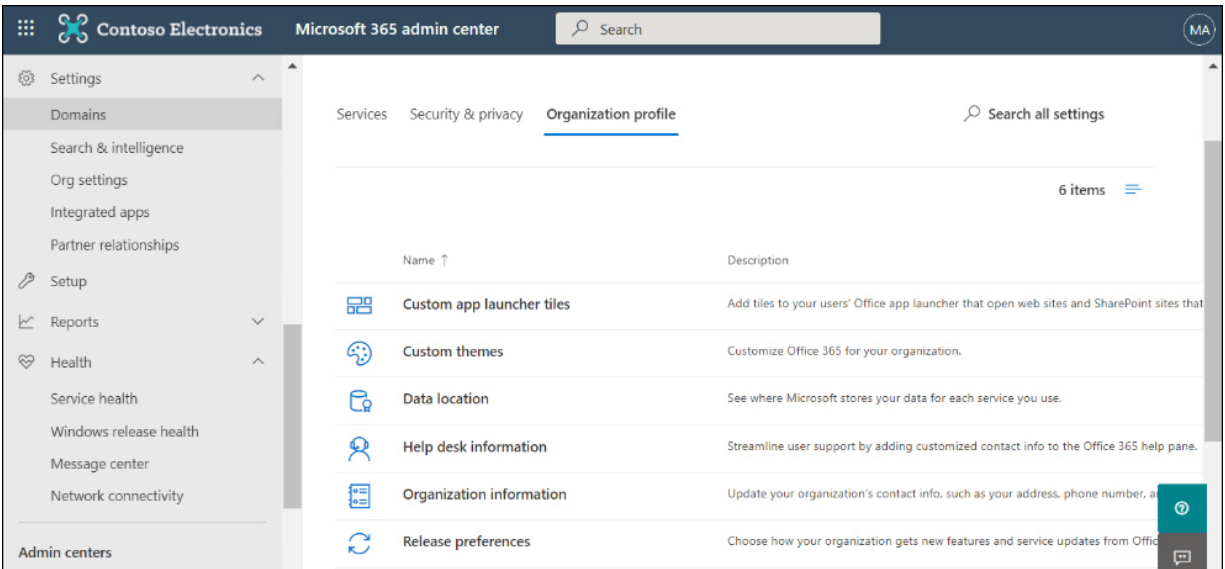 Contoso Electronics Microsoft 365 admin center Search MA
Settings
Domains
Search & intelligence
Org settings
Integrated apps
Partner relationships
Setup
Reports
Health
Service health
Windows release health
Message center
Network connectivity
Admin centers
Services Security & privacy Organization profile Search all settings
6 items
Name ↑ Description
Custom app launcher tiles Add tiles to your users' Office app launcher that open web sites and SharePoint sites that
Custom themes Customize Office 365 for your organization.
Data location See where Microsoft stores your data for each service you use.
Help desk information Streamline user support by adding customized contact info to the Office 365 help pane.
Organization information Update your organization's contact info, such as your address, phone number,
Release preferences Choose how your organization gets new features and service updates from